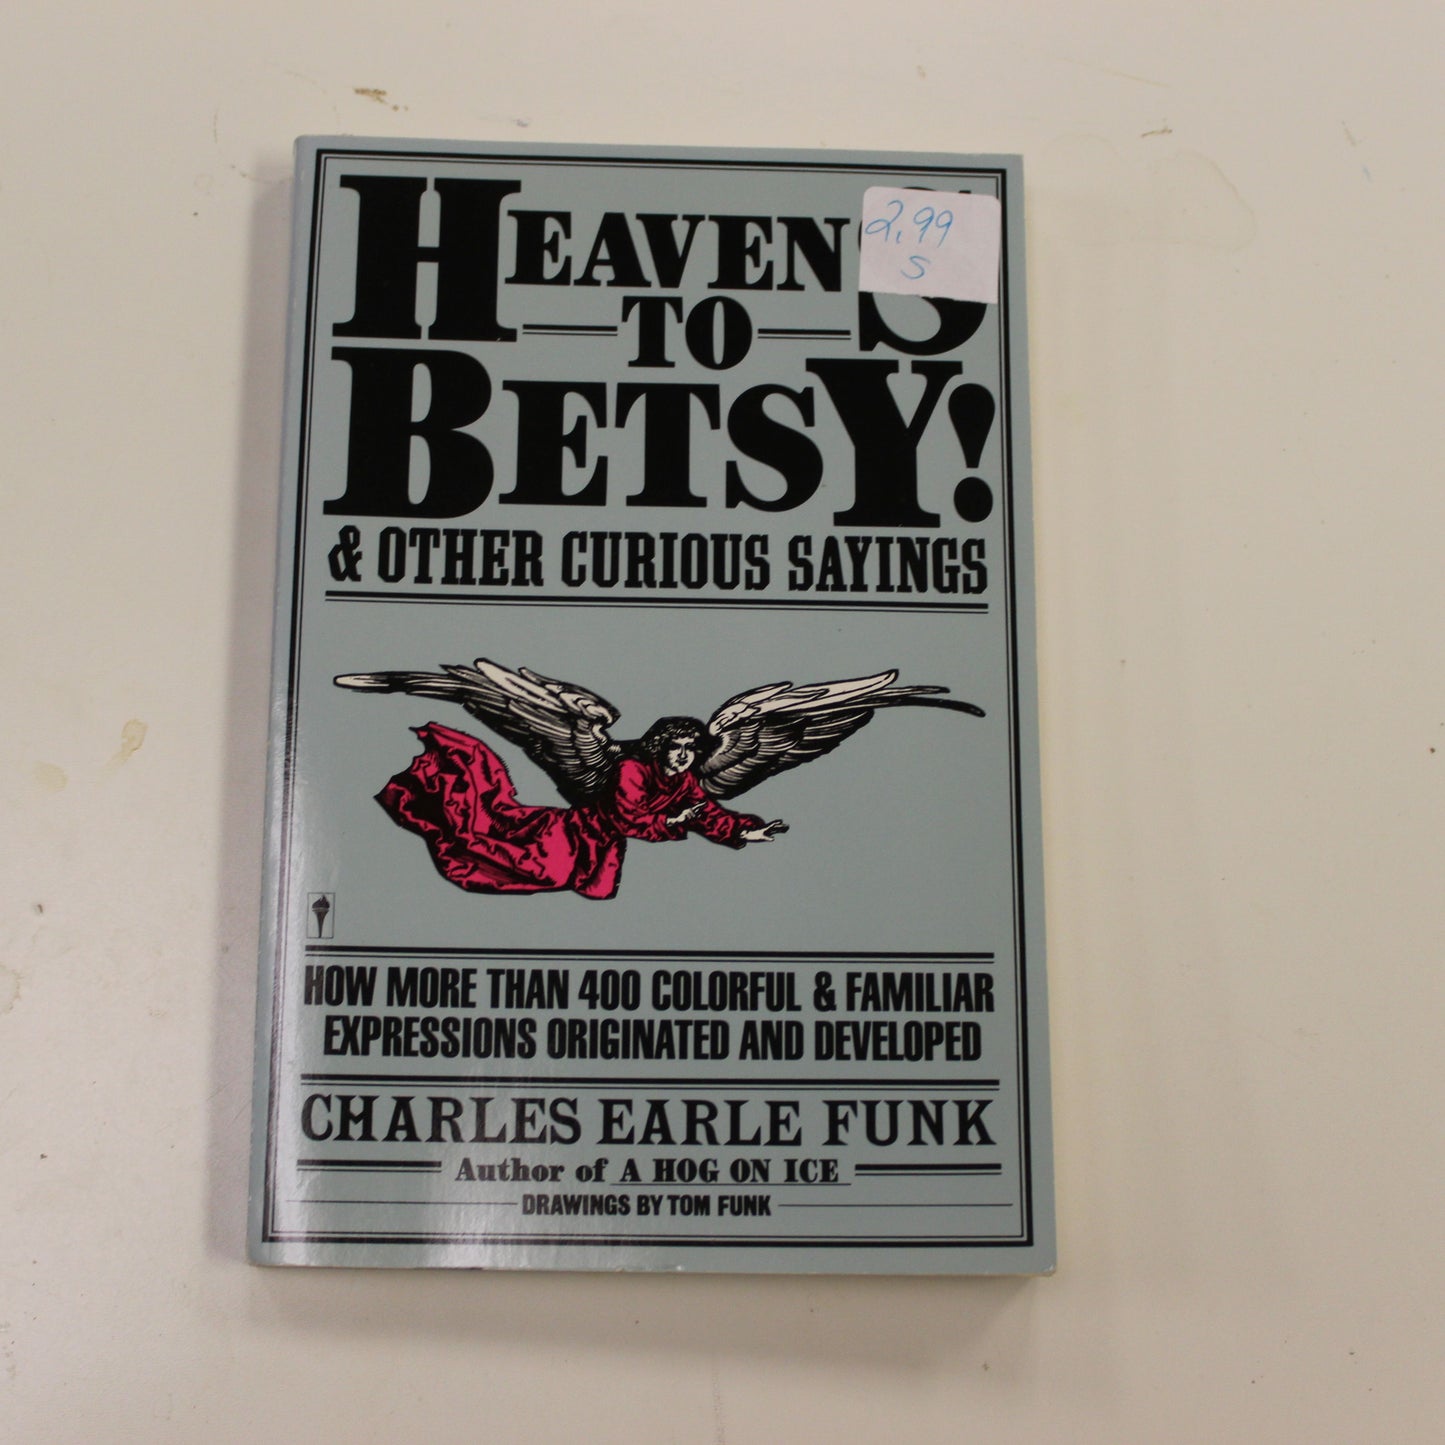 HEAVENS
2.99
S
TO
BETSY!
& OTHER CURIOUS SAYINGS
HOW MORE THAN 400 COLORFUL & FAMILIAR
EXPRESSIONS ORIGINATED AND DEVELOPED
CHARLES EARLE FUNK
Author of A HOG ON ICE
DRAWINGS BY TOM FUNK